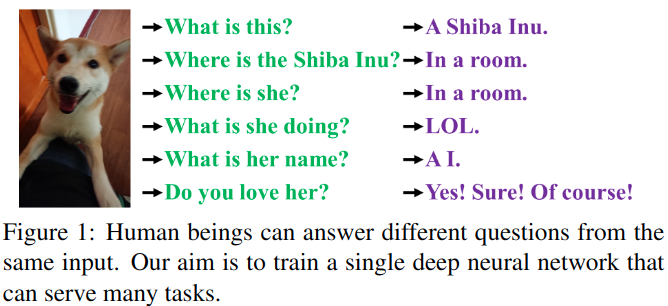 →What is this? →A Shiba Inu.
→Where is the Shiba Inu?→In a room.
→Where is she? →In a room.
→What is she doing? →LOL.
→What is her name? →A I.
→Do you love her? →Yes! Sure! Of course!
Figure 1: Human beings can answer different questions from the
same input. Our aim is to train a single deep neural network that
can serve many tasks.